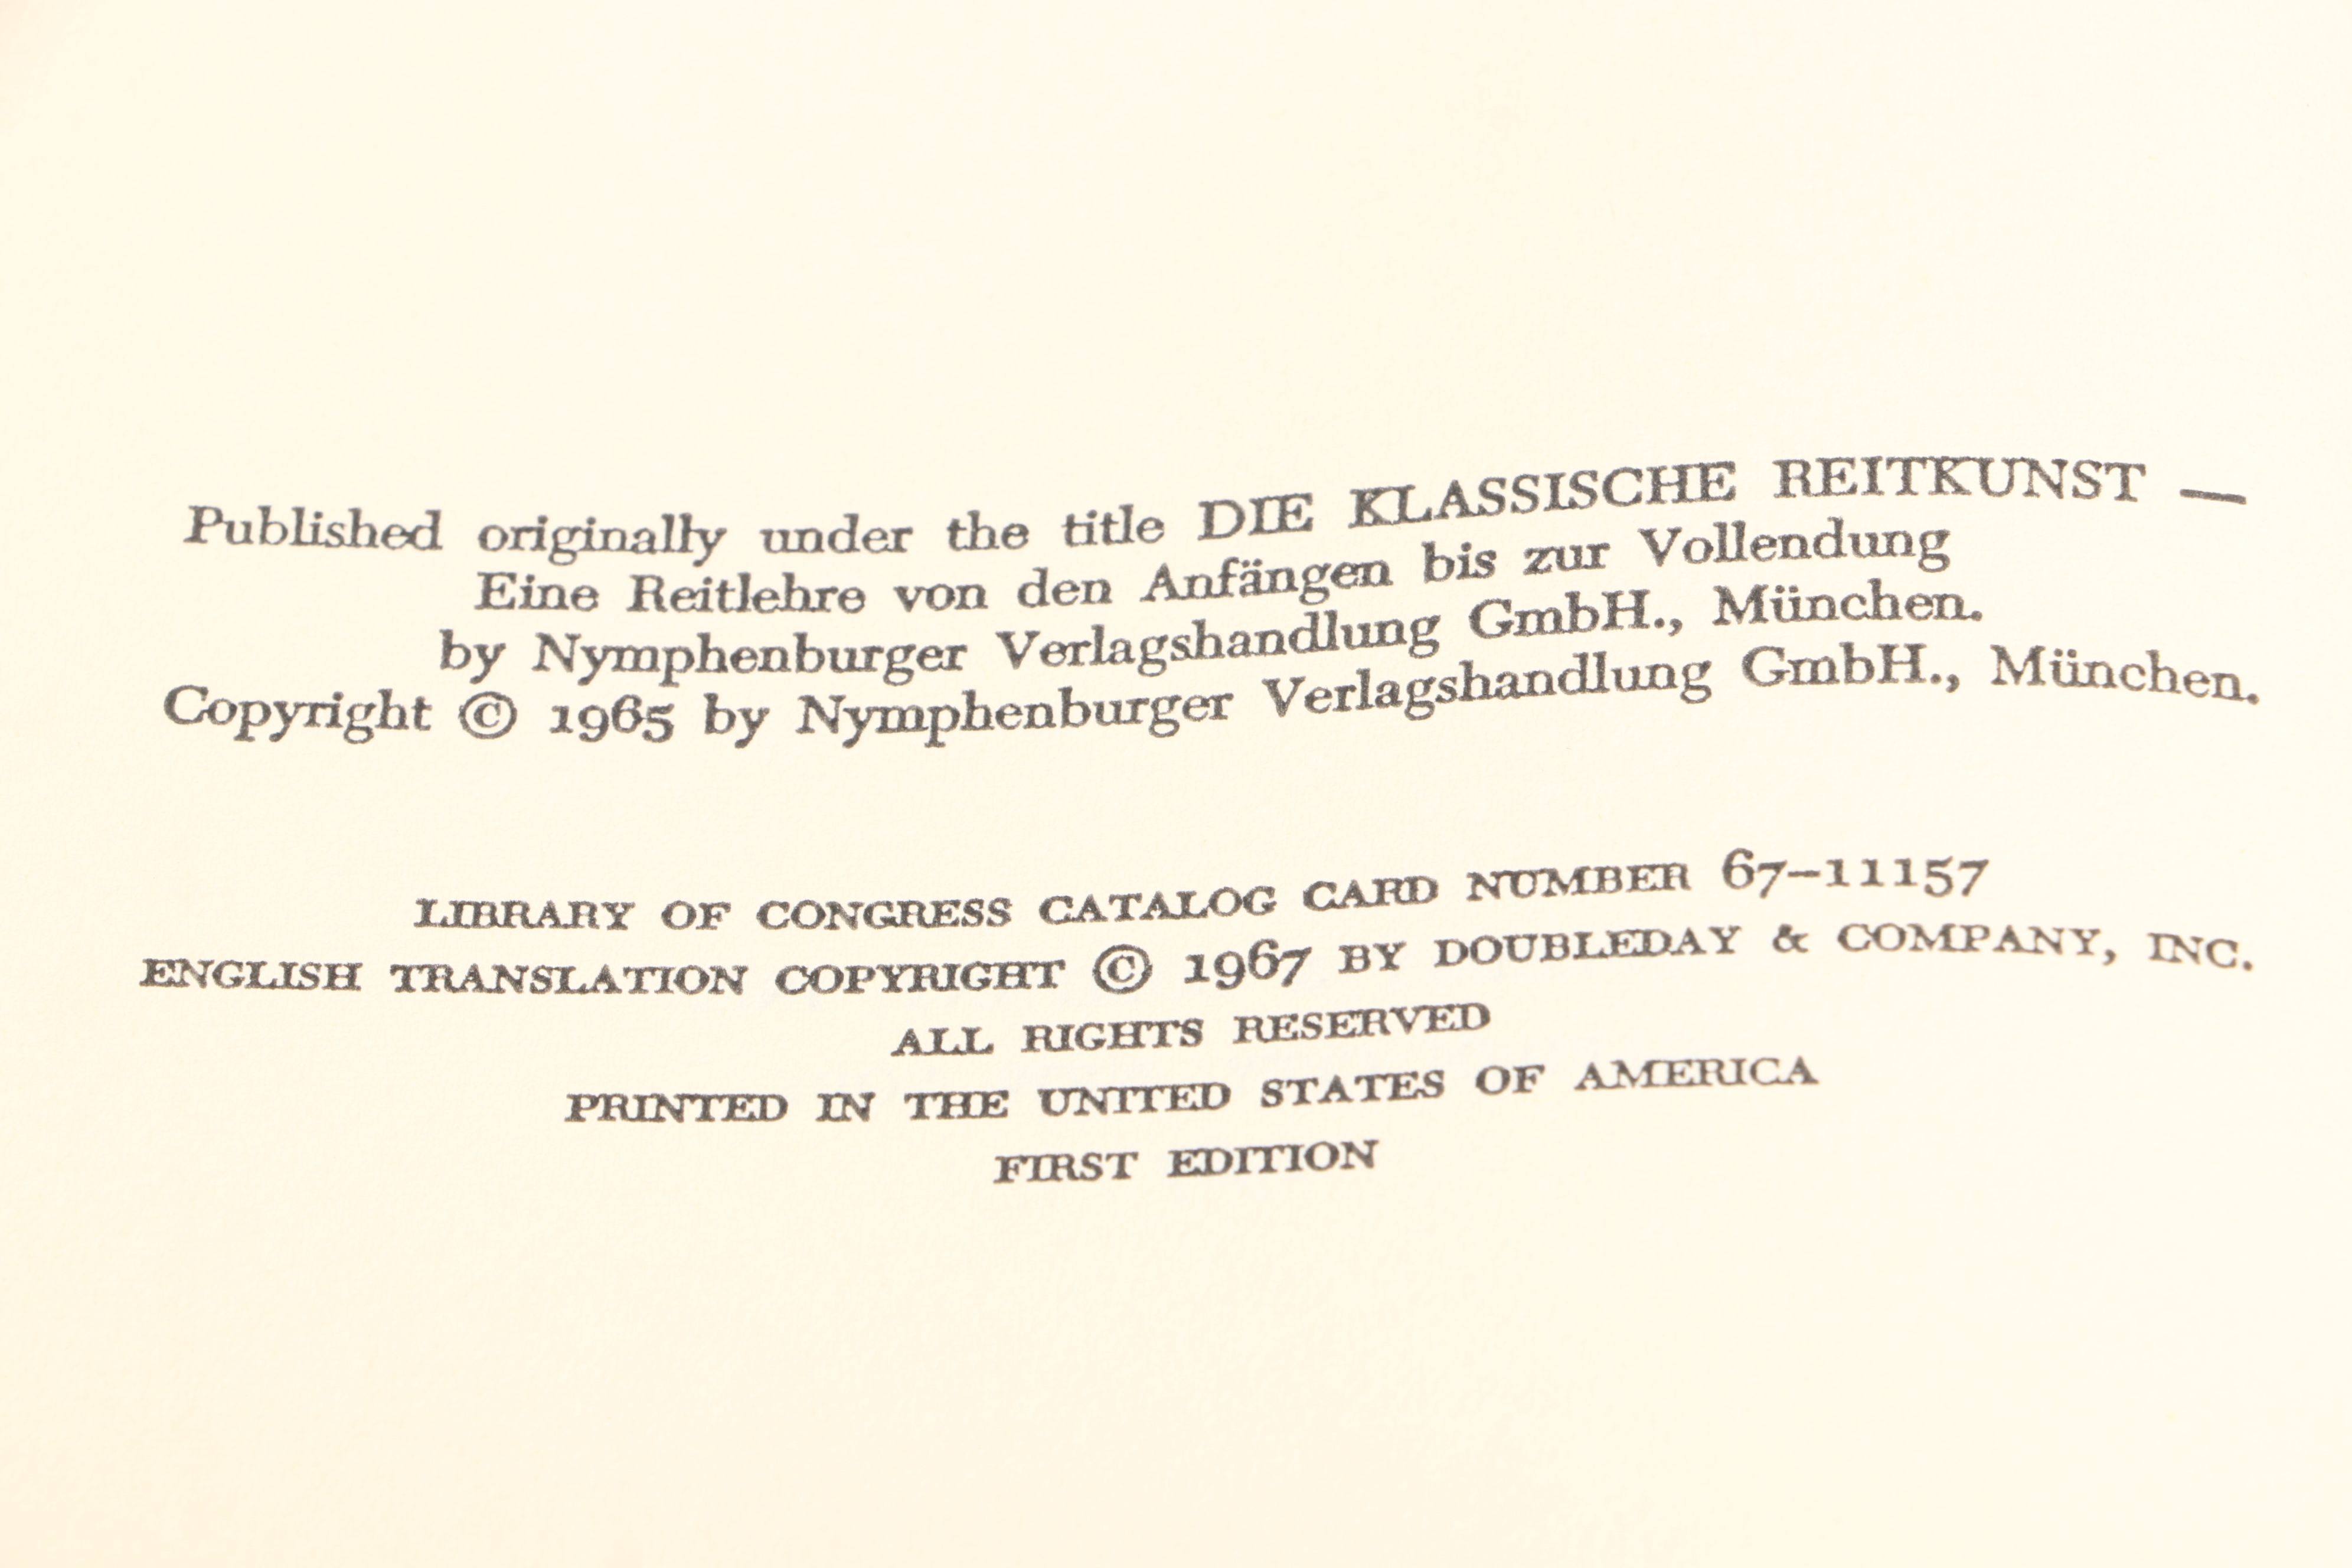 Published originally under the title DIE KLASSISCHE REITKUNST —
Eine Reitlehre von den Anfängen bis zur Vollendung
by Nymphenburger Verlagshandlung GmbH., München.
Copyright © 1965 by Nymphenburger Verlagshandlung GmbH., München.
LIBRARY OF CONGRESS CATALOG CARD NUMBER 67–11157
ENGLISH TRANSLATION COPYRIGHT © 1967 BY DOUBLEDAY & COMPANY, INC.
ALL RIGHTS RESERVED
PRINTED IN THE UNITED STATES OF AMERICA
FIRST EDITION